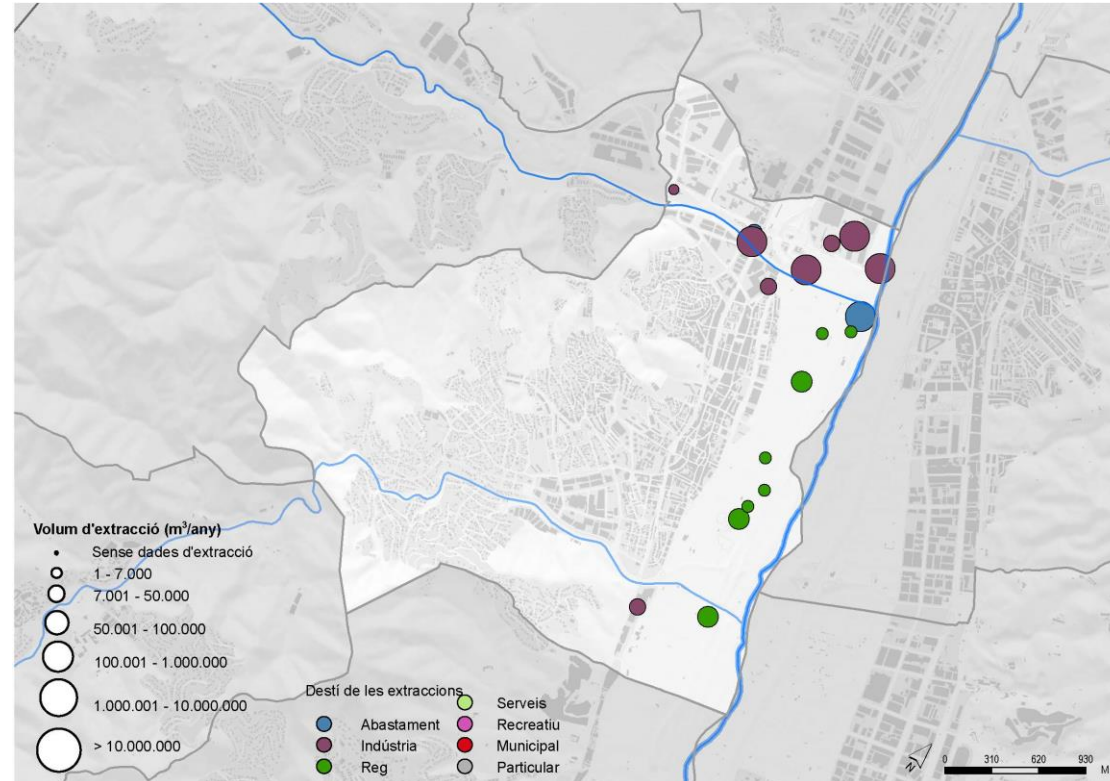 Volum d'extracció (m³/any)
Sense dades d'extracció
1 - 7.000
7.001 - 50.000
50.001 - 100.000
100.001 - 1.000.000
1.000.001 - 10.000.000
> 10.000.000
Destí de les extraccions
Abastament
Indústria
Reg
Serveis
Recreatiu
Municipal
Particular
N
0 310 620 930
M